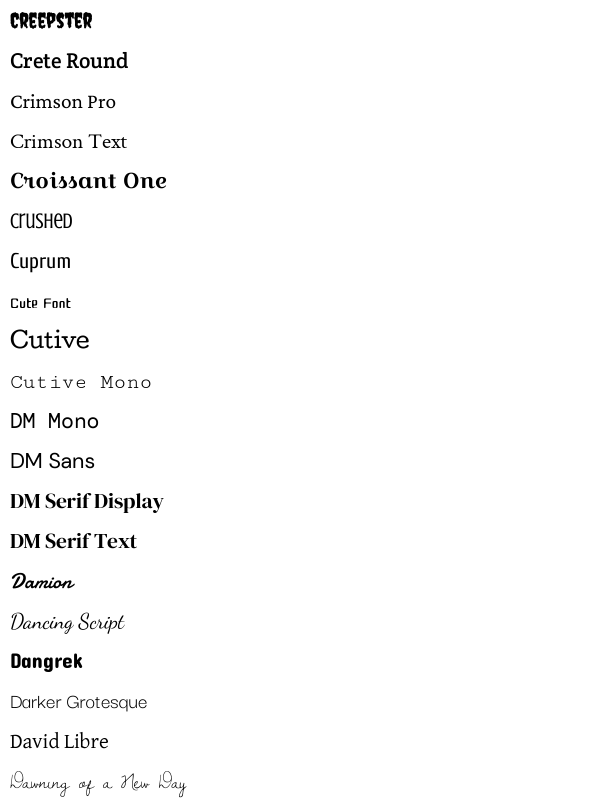 CREEPSTER
Crete Round
Crimson Pro
Crimson Text
Croissant One
crusHed
Cuprum
Cute Font
Cutive
Cutive Mono
DM Mono
DM Sans
DM Serif Display
DM Serif Text
Damion
Dancing Script
Dangrek
Darker Grotesque
David Libre
Dawning of a New Day